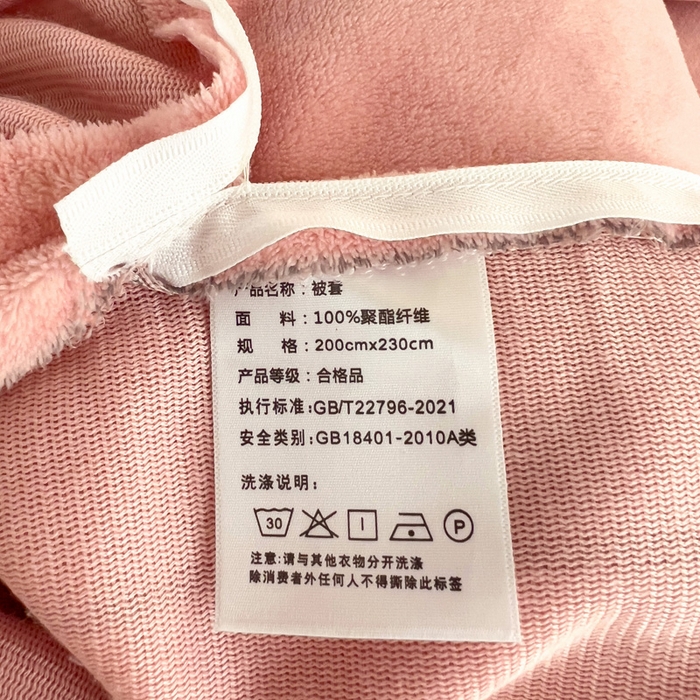 产品名称：被套
面 料：100%聚酯纤维
规 格：200cmx230cm
产品等级：合格品
执行标准:GB/T22796-2021
安全类别:GB18401-2010A类
洗涤说明：
30 P
注意:请与其他衣物分开洗涤
除消费者外任何人不得撕除此标签